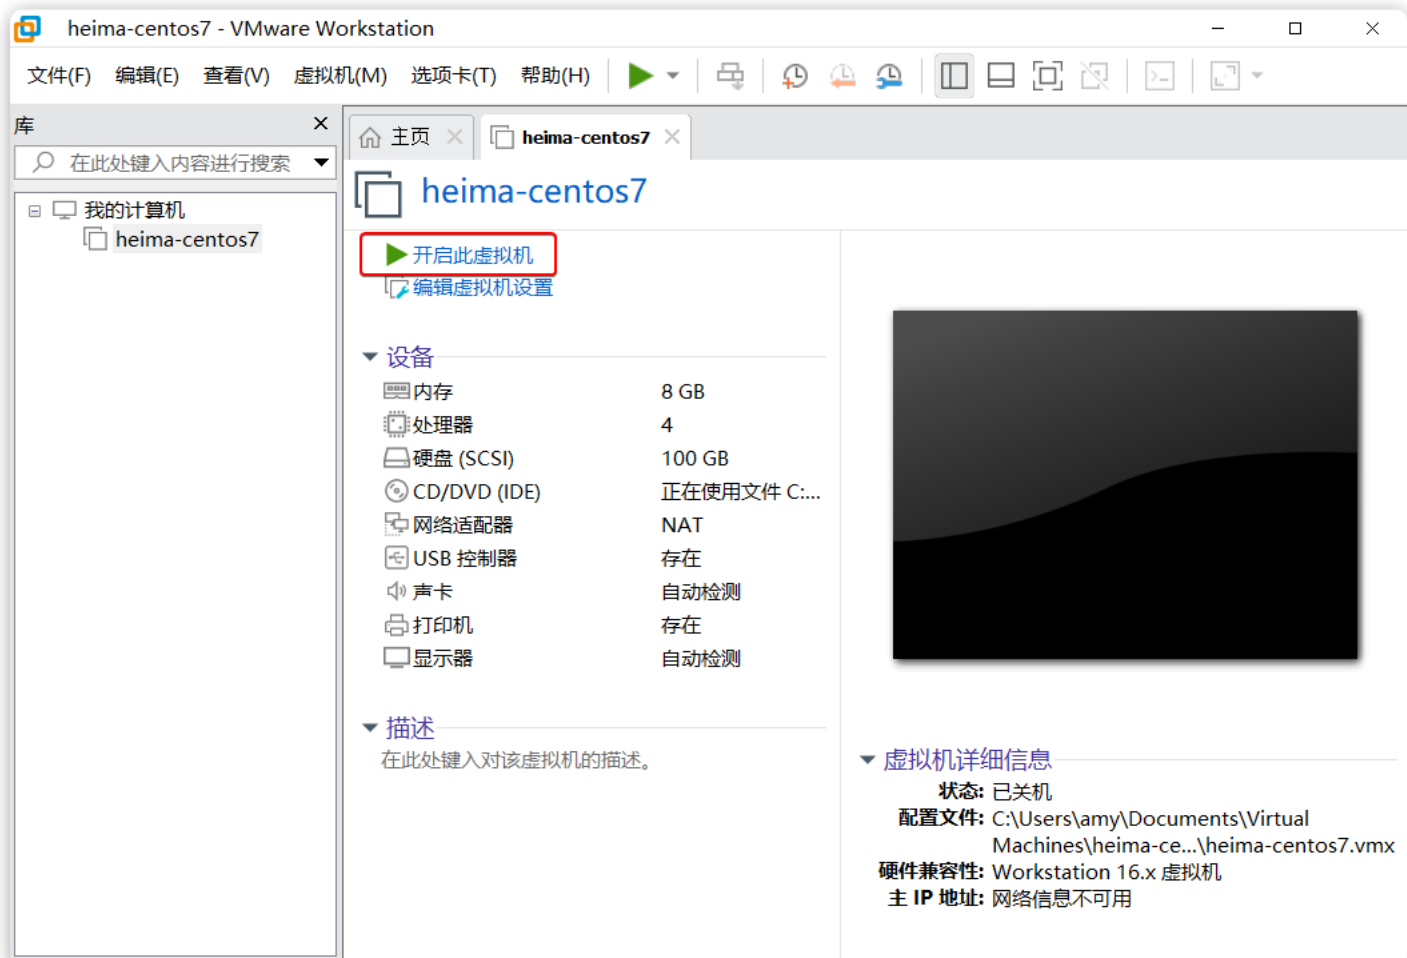 heima-centos7 - VMware Workstation
文件(F) 编辑(E) 查看(V) 虚拟机(M) 选项卡(T) 帮助(H)
库
在此处键入内容进行搜索
我的计算机
heima-centos7
主页 heima-centos7
heima-centos7
开启此虚拟机
编辑虚拟机设置
设备
内存 8 GB
处理器 4
硬盘 (SCSI) 100 GB
CD/DVD (IDE) 正在使用文件 C:...
网络适配器 NAT
USB 控制器 存在
声卡 自动检测
打印机 存在
显示器 自动检测
描述
在此处键入对该虚拟机的描述。
虚拟机详细信息
状态: 已关机
配置文件: C:\Users\amy\Documents\Virtual
Machines\heima-ce...\heima-centos7.vmx
硬件兼容性: Workstation 16.x 虚拟机
主 IP 地址: 网络信息不可用